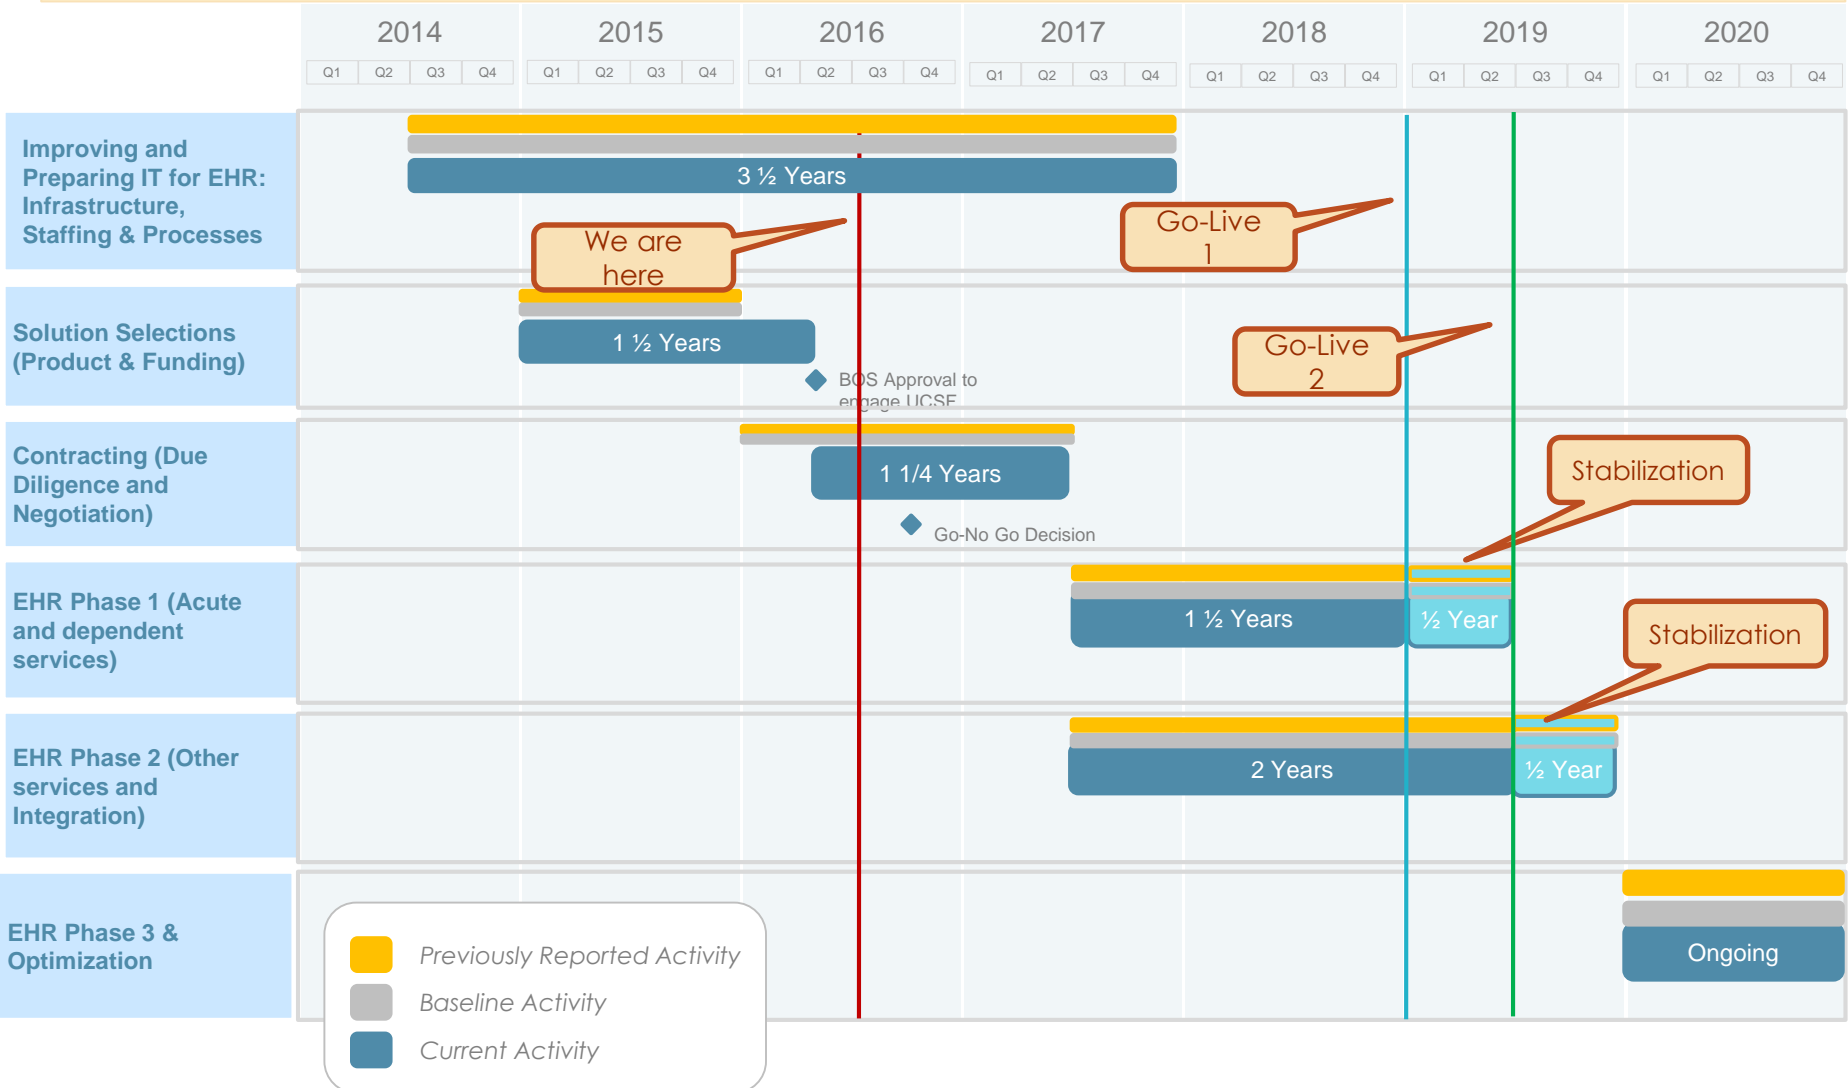 2014 2015 2016 2017 2018 2019 2020
Q1 Q2 Q3 Q4 Q1 Q2 Q3 Q4 Q1 Q2 Q3 Q4 Q1 Q2 Q3 Q4 Q1 Q2 Q3 Q4 Q1 Q2 Q3 Q4 Q1 Q2 Q3 Q4
Improving and
Preparing IT for EHR:
Infrastructure,
Staffing & Processes
3 ½ Years
We are
here
Go-Live
1
Solution Selections
(Product & Funding)
1 ½ Years
BOS Approval to
engage UCSF
Go-Live
2
Contracting (Due
Diligence and
Negotiation)
1 1/4 Years
Go-No Go Decision
Stabilization
EHR Phase 1 (Acute
and dependent
services)
1 ½ Years
½ Year
Stabilization
EHR Phase 2 (Other
services and
Integration)
2 Years
½ Year
EHR Phase 3 &
Optimization
Ongoing
Previously Reported Activity
Baseline Activity
Current Activity